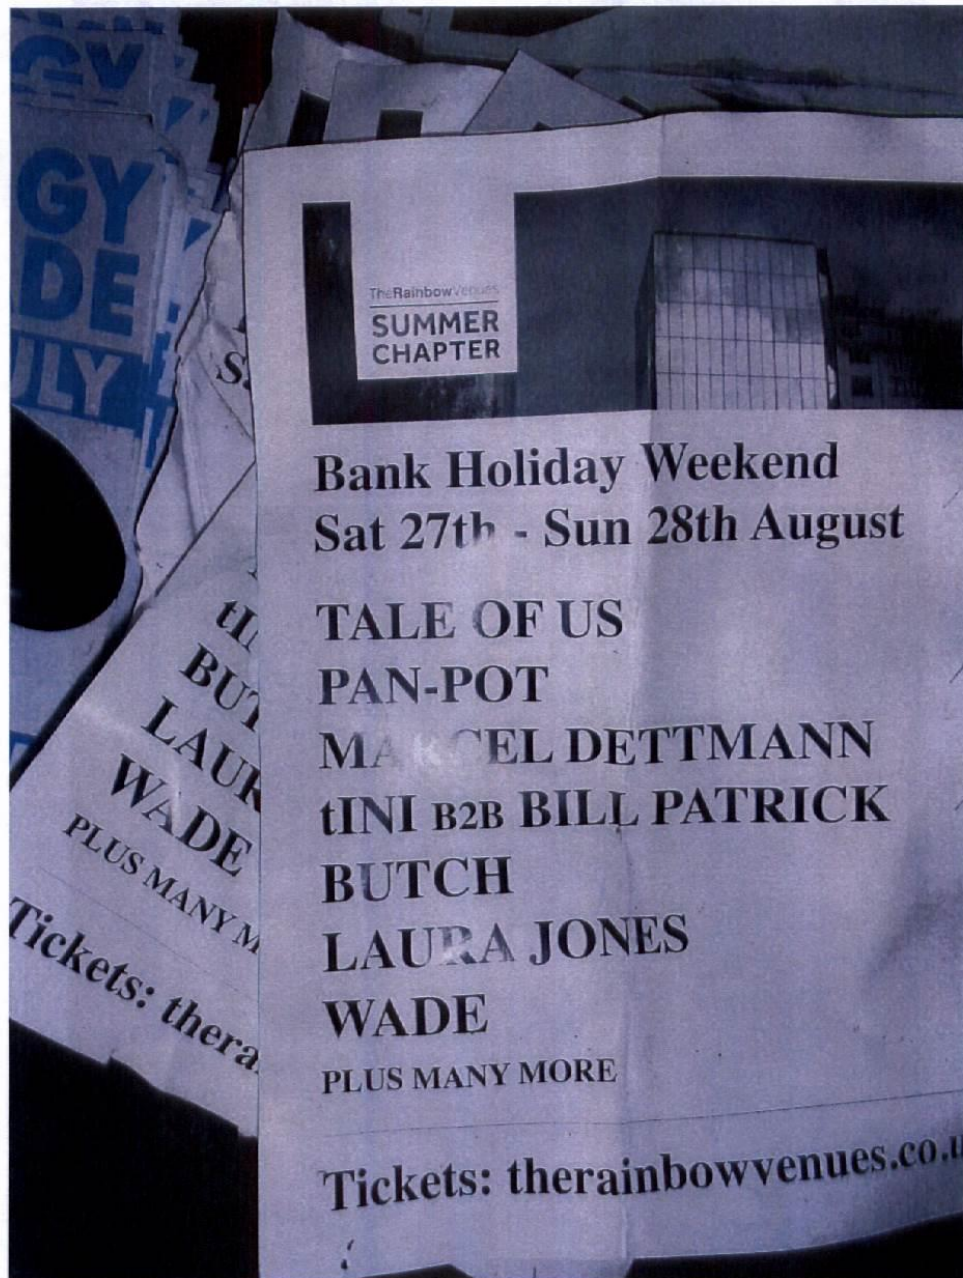 GY
GY
DE
ULY
TheRainbowVenues
SUMMER
CHAPTER
Bank Holiday Weekend
Sat 27th - Sun 28th August
TALE OF US
PAN-POT
MARCEL DETTMANN
tINI B2B BILL PATRICK
BUTCH
LAURA JONES
WADE
PLUS MANY MORE
Tickets: therainbowvenues.co.u
S
tINI
BUT
LAUR
WADE
PLUS MANY M
Tickets: thera